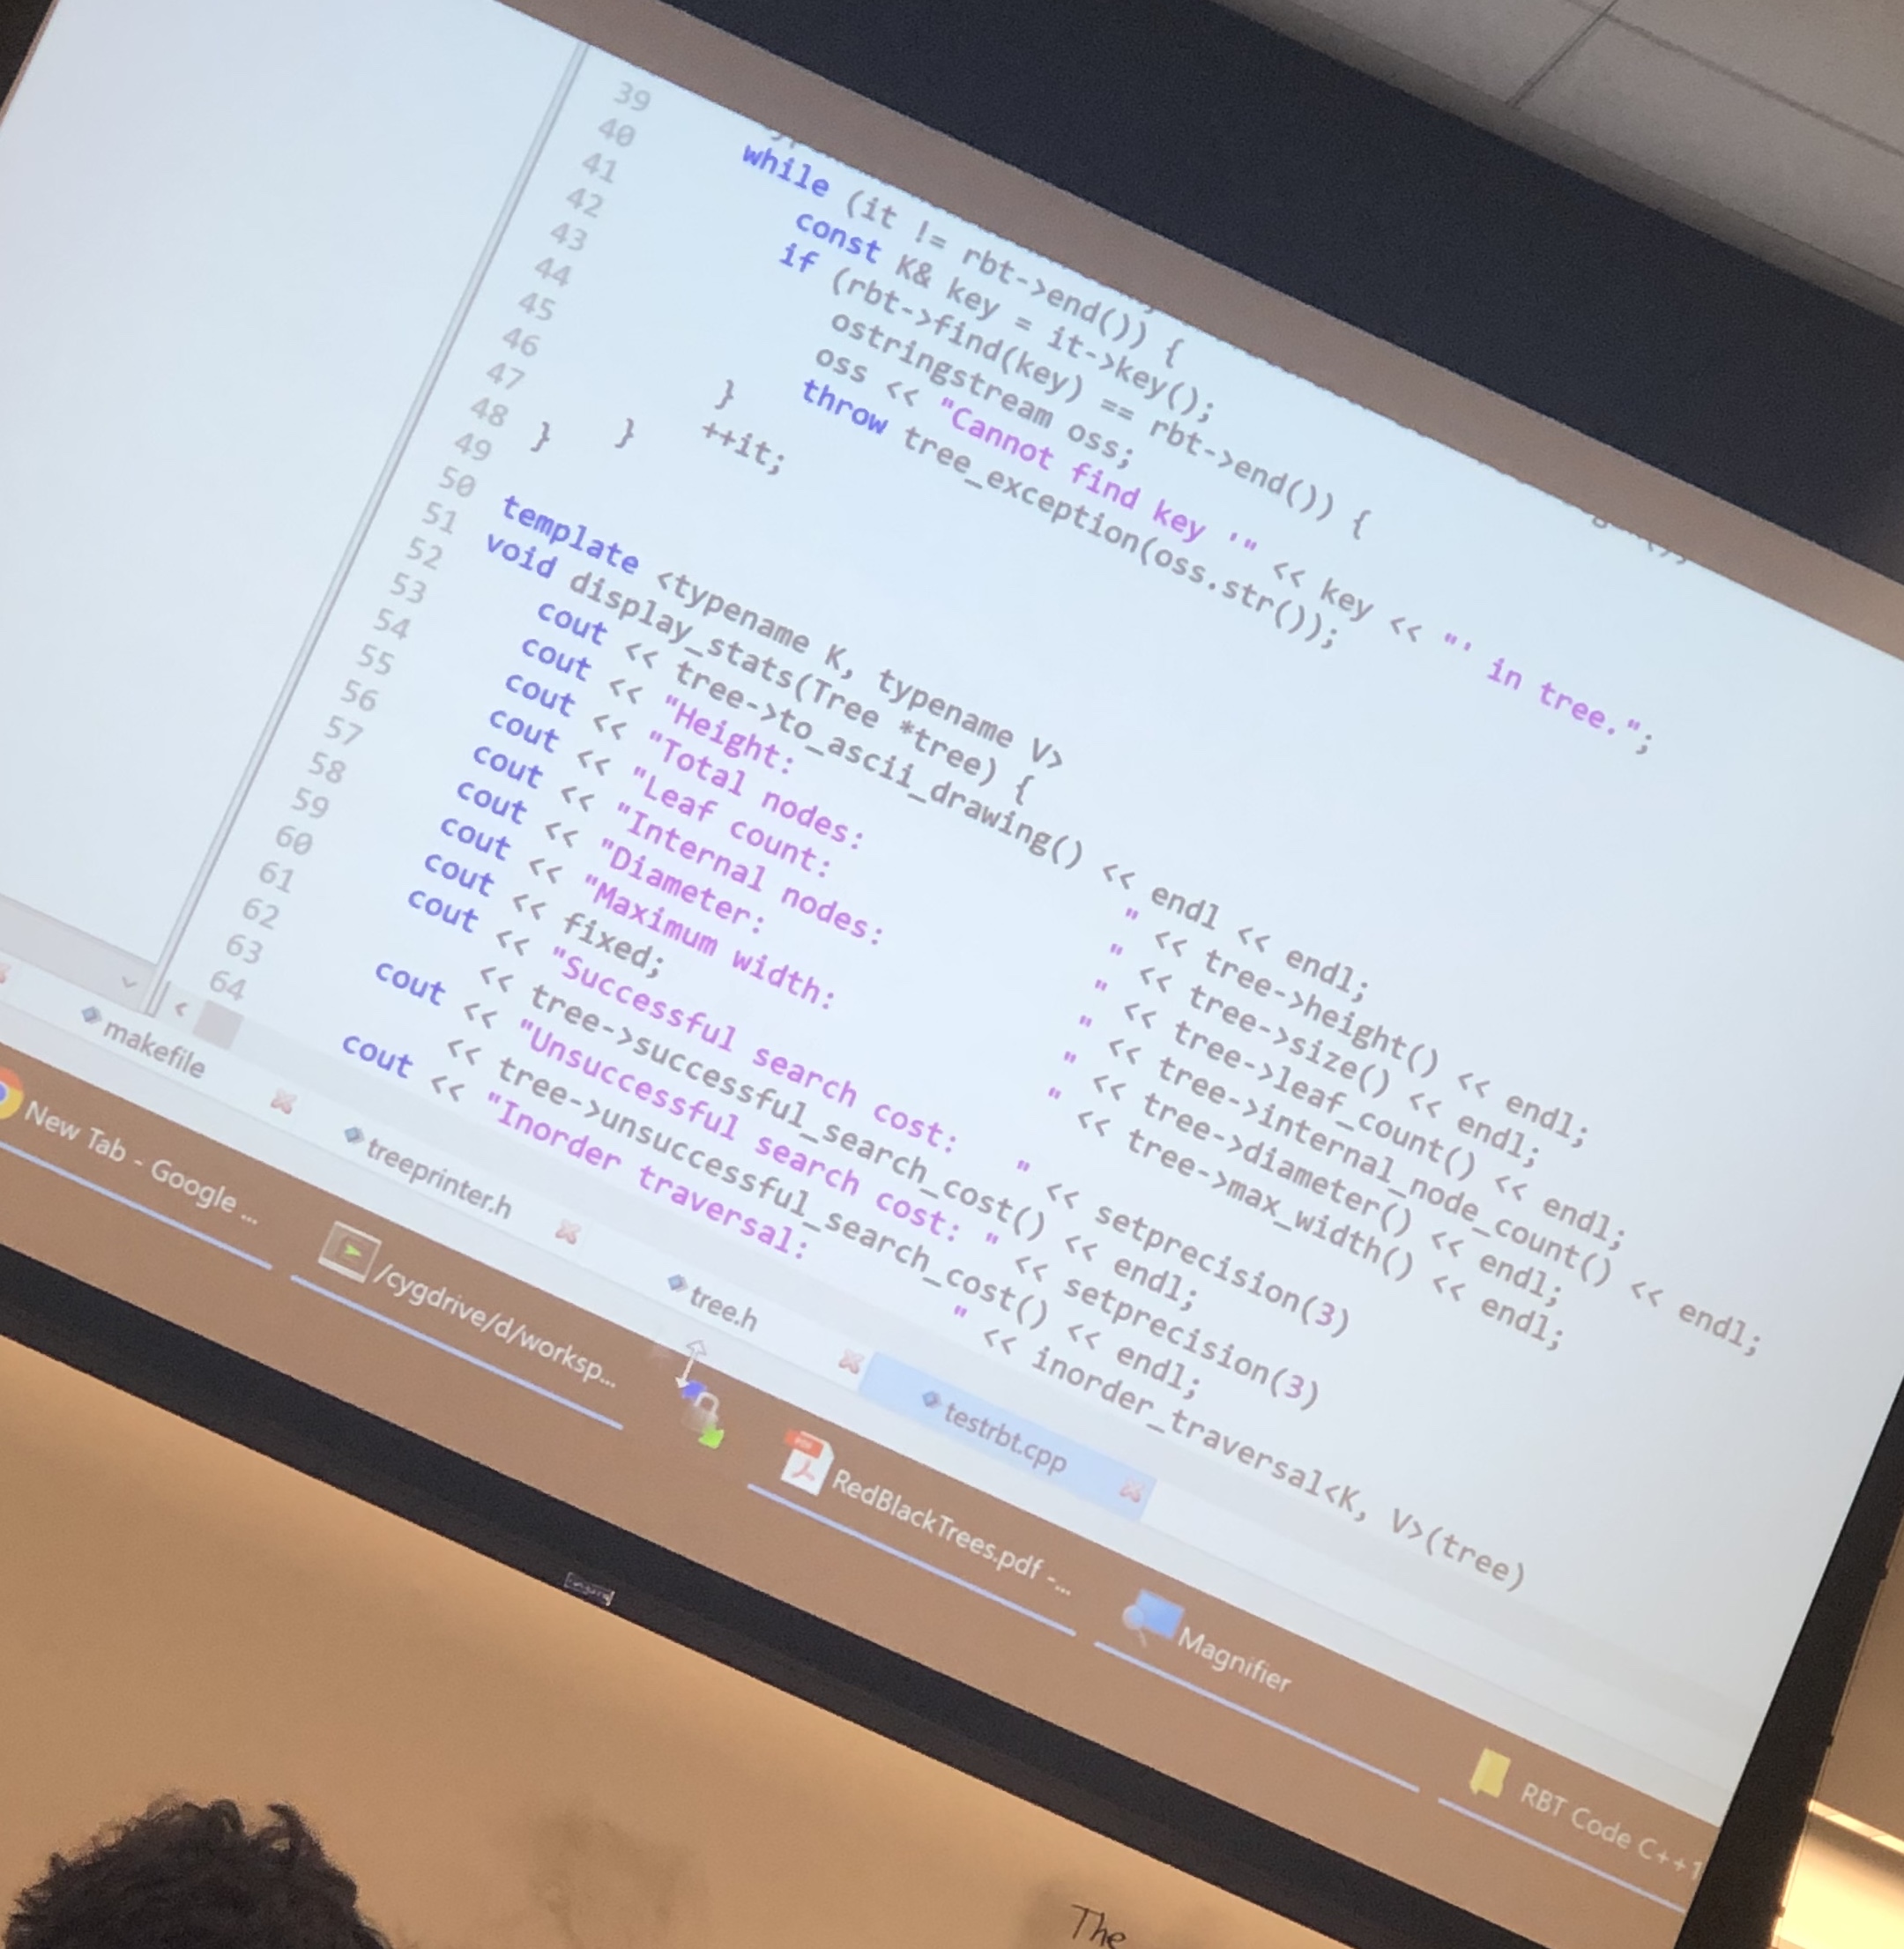 39
40 while (it != rbt->end()) {
41 const K& key = it->key();
42 if (rbt->find(key) == rbt->end()) {
43 ostringstream oss;
44 oss << "Cannot find key '" << key << "' in tree.";
45 throw tree_exception(oss.str());
46 }
47 ++it;
48 }
49 }
50
51 template <typename K, typename V>
52 void display_stats(Tree *tree) {
53 cout << tree->to_ascii_drawing() << endl << endl;
54 cout << "Height: " << tree->height() << endl;
55 cout << "Total nodes: " << tree->size() << endl;
56 cout << "Leaf count: " << tree->leaf_count() << endl;
57 cout << "Internal nodes: " << tree->internal_node_count() << endl;
58 cout << "Diameter: " << tree->diameter() << endl;
59 cout << "Maximum width: " << tree->max_width() << endl;
60 cout << fixed;
61 cout << "Successful search cost: " << setprecision(3)
62 << tree->successful_search_cost() << endl;
63 cout << "Unsuccessful search cost: " << setprecision(3)
64 << tree->unsuccessful_search_cost() << endl;
cout << "Inorder traversal: " << inorder_traversal<K, V>(tree)
makefile treeprinter.h tree.h testrbt.cpp
New Tab - Google ... /cygdrive/d/worksp... RedBlackTrees.pdf -... Magnifier RBT Code C++1
The